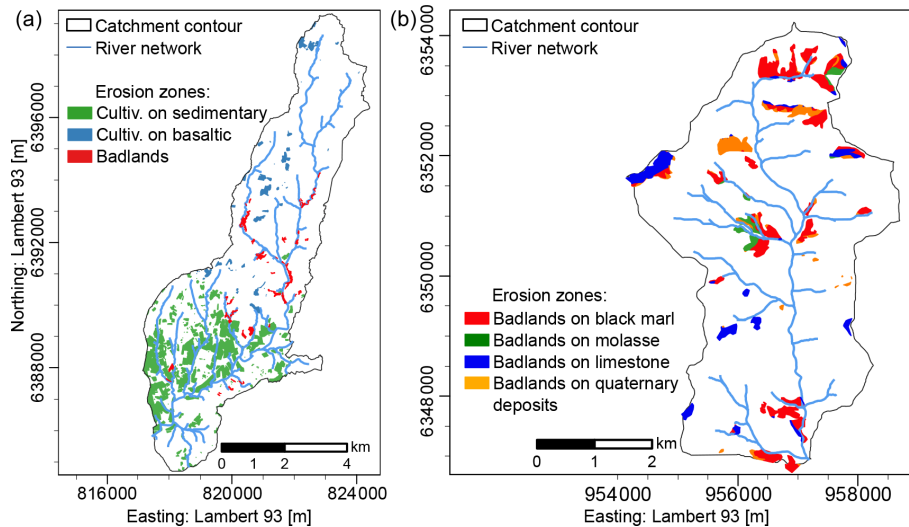 (a)
Catchment contour
River network
Erosion zones:
Cultiv. on sedimentary
Cultiv. on basaltic
Badlands
Northing: Lambert 93 [m]
6396000
6392000
6388000
0 2 4 km
816000 820000 824000
Easting: Lambert 93 [m]
(b)
Catchment contour
River network
6354000
6352000
6350000
6348000
Erosion zones:
Badlands on black marl
Badlands on molasse
Badlands on limestone
Badlands on quaternary
deposits
km
0 1 2
954000 956000 958000
Easting: Lambert 93 [m]